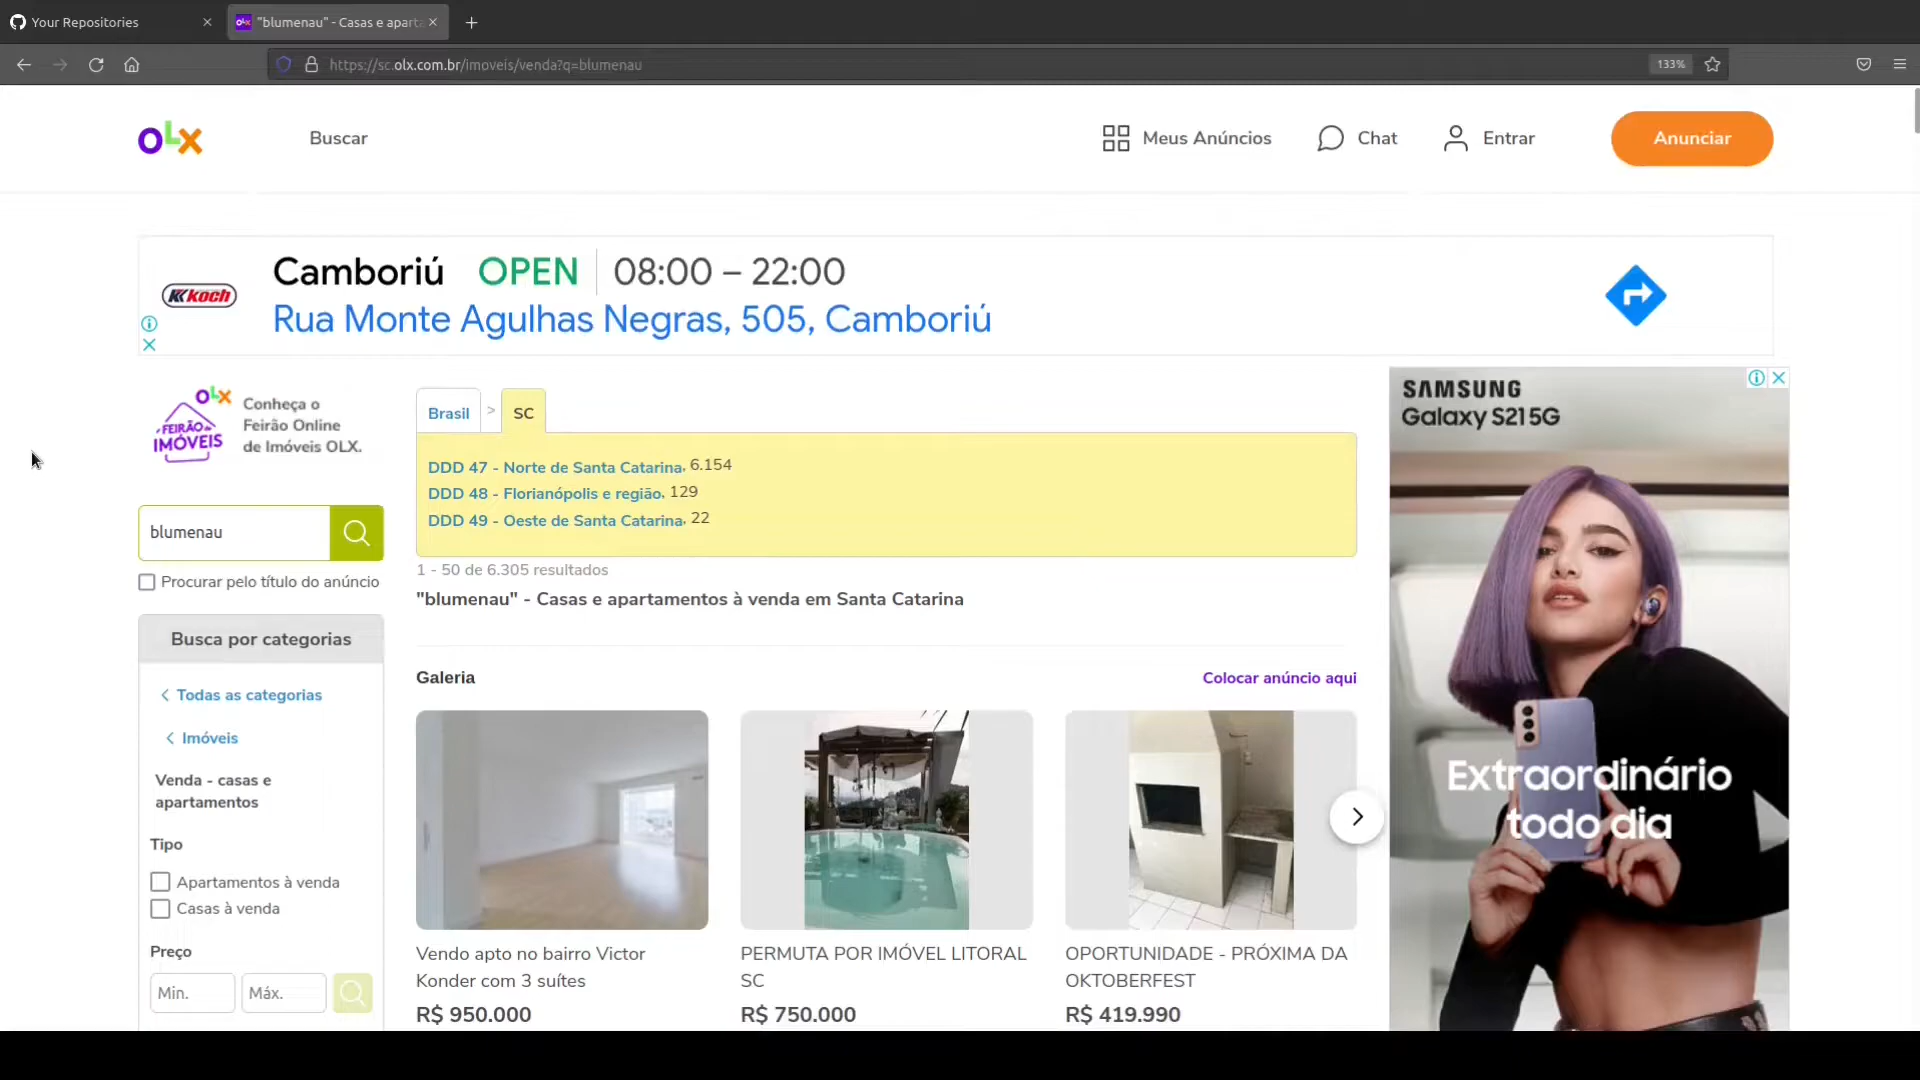 Your Repositories
"blumenau" - Casas e aparta
https://sc.olx.com.br/imoveis/venda?q=blumenau
133%
olx
Buscar
Meus Anúncios
Chat
Entrar
Anunciar
Koch
Camboriú OPEN 08:00 – 22:00
Rua Monte Agulhas Negras, 505, Camboriú
olx
FEIRÃO
IMÓVEIS
Conheça o
Feirão Online
de Imóveis OLX.
blumenau
Procurar pelo título do anúncio
Busca por categorias
Todas as categorias
Imóveis
Venda - casas e
apartamentos
Tipo
Apartamentos à venda
Casas à venda
Preço
Min.
Máx.
Brasil > SC
DDD 47 - Norte de Santa Catarina, 6.154
DDD 48 - Florianópolis e região, 129
DDD 49 - Oeste de Santa Catarina, 22
1 - 50 de 6.305 resultados
"blumenau" - Casas e apartamentos à venda em Santa Catarina
Galeria
Colocar anúncio aqui
Vendo apto no bairro Victor
Konder com 3 suítes
R$ 950.000
PERMUTA POR IMÓVEL LITORAL
SC
R$ 750.000
OPORTUNIDADE - PRÓXIMA DA
OKTOBERFEST
R$ 419.990
SAMSUNG
Galaxy S21 5G
Extraordinário
todo dia